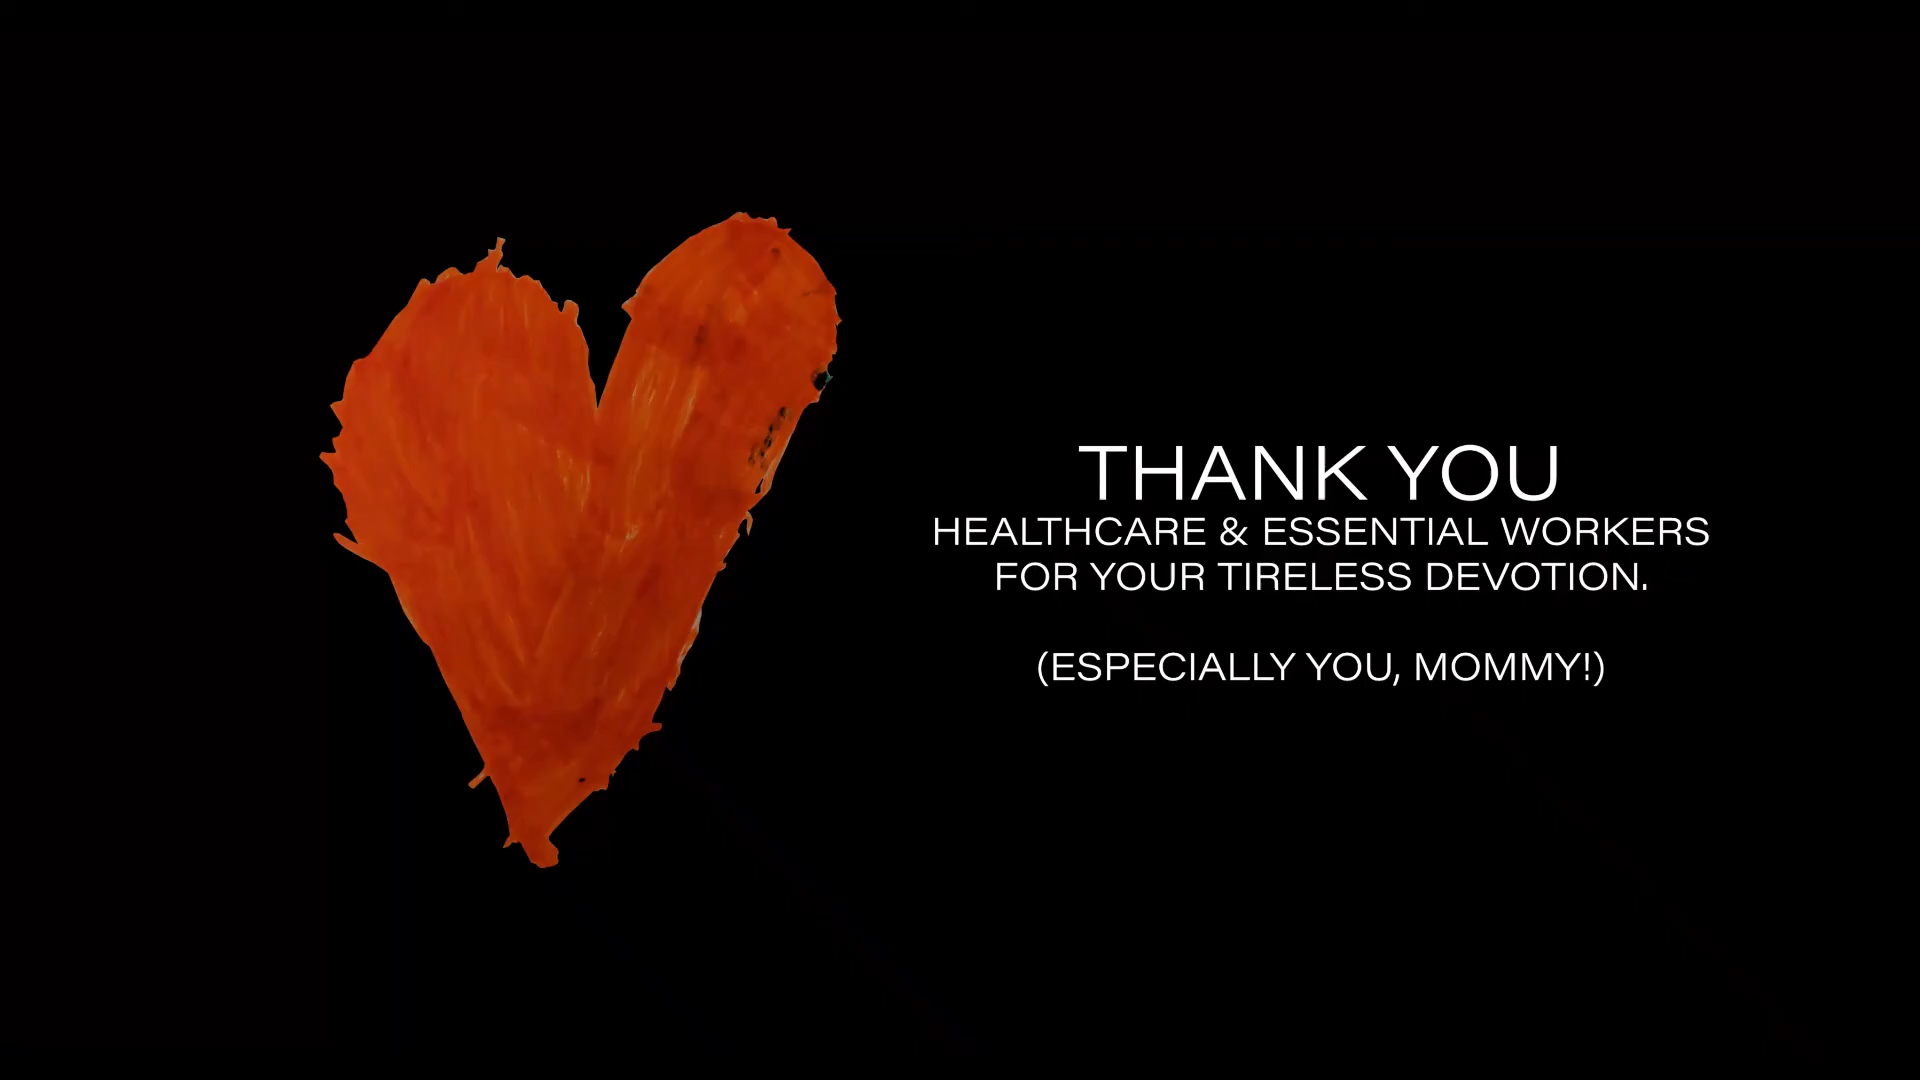 THANK YOU
HEALTHCARE & ESSENTIAL WORKERS
FOR YOUR TIRELESS DEVOTION.
(ESPECIALLY YOU, MOMMY!)